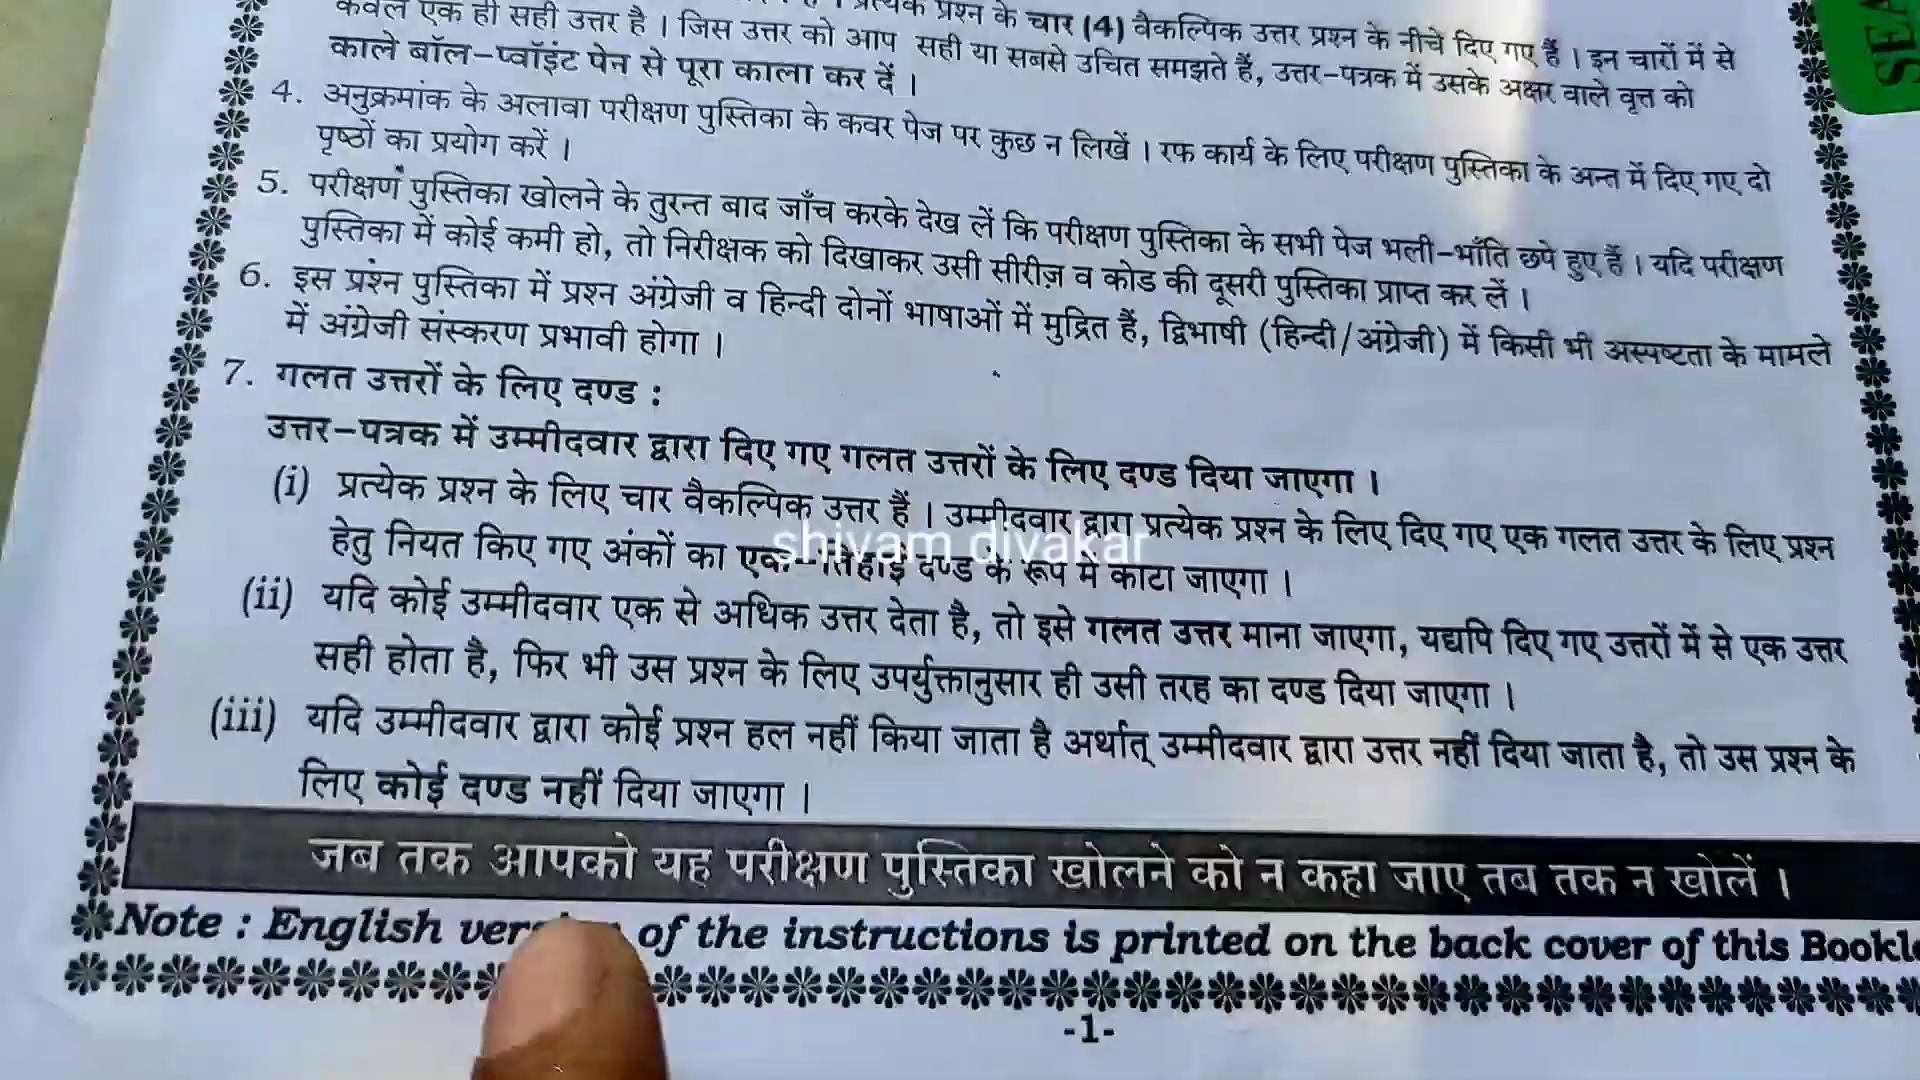 प्रश्न के चार (4) वैकल्पिक उत्तर प्रश्न के नीचे दिए गए हैं । इन चारों में से
केवल एक ही सही उत्तर है । जिस उत्तर को आप सही या सबसे उचित समझते हैं, उत्तर-पत्रक में उसके अक्षर वाले वृत्त को
काले बॉल-प्वॉइंट पेन से पूरा काला कर दें ।
4. अनुक्रमांक के अलावा परीक्षण पुस्तिका के कवर पेज पर कुछ न लिखें । रफ कार्य के लिए परीक्षण पुस्तिका के अन्त में दिए गए दो
पृष्ठों का प्रयोग करें ।
5. परीक्षण पुस्तिका खोलने के तुरन्त बाद जाँच करके देख लें कि परीक्षण पुस्तिका के सभी पेज भली-भाँति छपे हुए हैं । यदि परीक्षण
पुस्तिका में कोई कमी हो, तो निरीक्षक को दिखाकर उसी सीरीज़ व कोड की दूसरी पुस्तिका प्राप्त कर लें ।
6. इस प्रश्न पुस्तिका में प्रश्न अंग्रेजी व हिन्दी दोनों भाषाओं में मुद्रित हैं, द्विभाषी (हिन्दी/अंग्रेजी) में किसी भी अस्पष्टता के मामले
में अंग्रेजी संस्करण प्रभावी होगा ।
7. गलत उत्तरों के लिए दण्ड :
उत्तर-पत्रक में उम्मीदवार द्वारा दिए गए गलत उत्तरों के लिए दण्ड दिया जाएगा ।
(i) प्रत्येक प्रश्न के लिए चार वैकल्पिक उत्तर हैं । उम्मीदवार द्वारा प्रत्येक प्रश्न के लिए दिए गए एक गलत उत्तर के लिए प्रश्न
shivam divakar
हेतु नियत किए गए अंकों का एक-तिहाई दण्ड के रूप में काटा जाएगा ।
(ii) यदि कोई उम्मीदवार एक से अधिक उत्तर देता है, तो इसे गलत उत्तर माना जाएगा, यद्यपि दिए गए उत्तरों में से एक उत्तर
सही होता है, फिर भी उस प्रश्न के लिए उपर्युक्तानुसार ही उसी तरह का दण्ड दिया जाएगा ।
(iii) यदि उम्मीदवार द्वारा कोई प्रश्न हल नहीं किया जाता है अर्थात् उम्मीदवार द्वारा उत्तर नहीं दिया जाता है, तो उस प्रश्न के
लिए कोई दण्ड नहीं दिया जाएगा ।
जब तक आपको यह परीक्षण पुस्तिका खोलने को न कहा जाए तब तक न खोलें ।
Note : English of the instructions is printed on the back cover of this
-1-